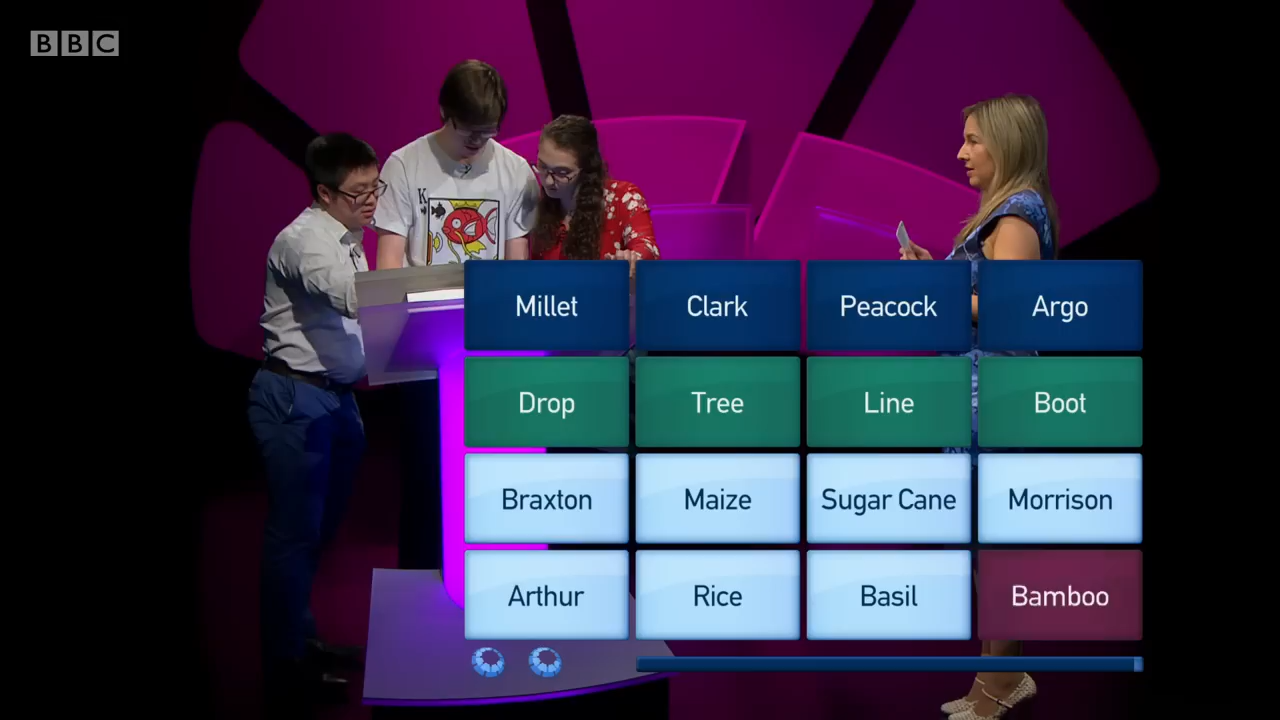 BBC
K
Millet Clark Peacock Argo
Drop Tree Line Boot
Braxton Maize Sugar Cane Morrison
Arthur Rice Basil Bamboo